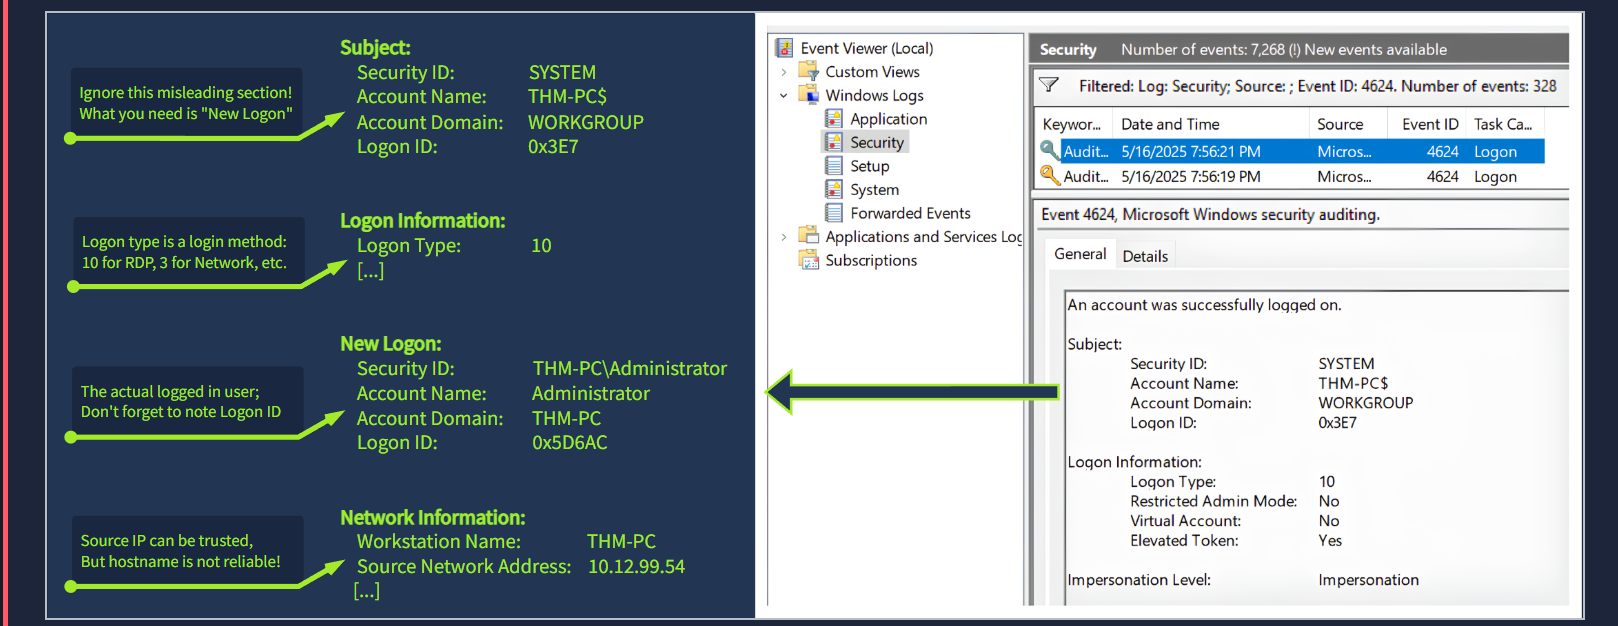 Ignore this misleading section!
What you need is "New Logon"
Subject:
Security ID: SYSTEM
Account Name: THM-PC$
Account Domain: WORKGROUP
Logon ID: 0x3E7
Logon type is a login method:
10 for RDP, 3 for Network, etc.
Logon Information:
Logon Type: 10
[...]
The actual logged in user;
Don't forget to note Logon ID
New Logon:
Security ID: THM-PC\Administrator
Account Name: Administrator
Account Domain: THM-PC
Logon ID: 0x5D6AC
Source IP can be trusted,
But hostname is not reliable!
Network Information:
Workstation Name: THM-PC
Source Network Address: 10.12.99.54
[...]
Event Viewer (Local)
Custom Views
Windows Logs
Application
Security
Setup
System
Forwarded Events
Applications and Services Log
Subscriptions
Security Number of events: 7,268 (!) New events available
Filtered: Log: Security; Source: ; Event ID: 4624. Number of events: 328
Keywor... Date and Time Source Event ID Task Ca...
Audit... 5/16/2025 7:56:21 PM Micros... 4624 Logon
Audit... 5/16/2025 7:56:19 PM Micros... 4624 Logon
Event 4624, Microsoft Windows security auditing.
General Details
An account was successfully logged on.
Subject:
Security ID: SYSTEM
Account Name: THM-PC$
Account Domain: WORKGROUP
Logon ID: 0x3E7
Logon Information:
Logon Type: 10
Restricted Admin Mode: No
Virtual Account: No
Elevated Token: Yes
Impersonation Level: Impersonation